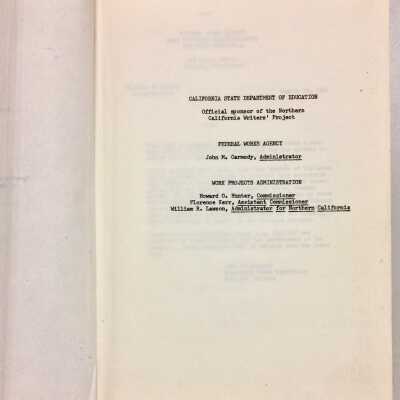 CALIFORNIA STATE DEPARTMENT OF EDUCATION
Official sponsor of the Northern
California Writers' Project
FEDERAL WORKS AGENCY
John M. Carmody, Administrator
WORK PROJECTS ADMINISTRATION
Howard O. Hunter, Commissioner
Florence Kerr, Assistant Commissioner
William R. Lawson, Administrator for Northern California